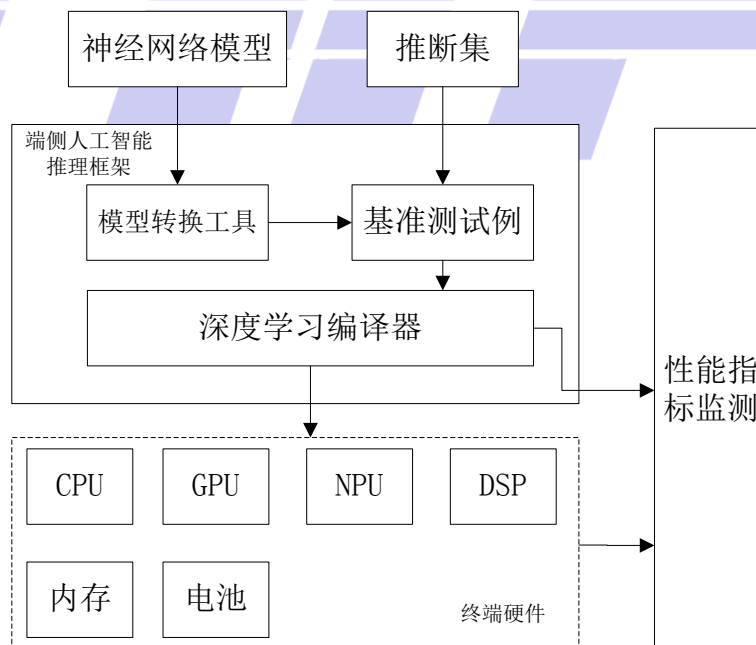 神经网络模型
推断集
端侧人工智能
推理框架
模型转换工具
基准测试例
深度学习编译器
性能指
标监测
CPU
GPU
NPU
DSP
内存
电池
终端硬件